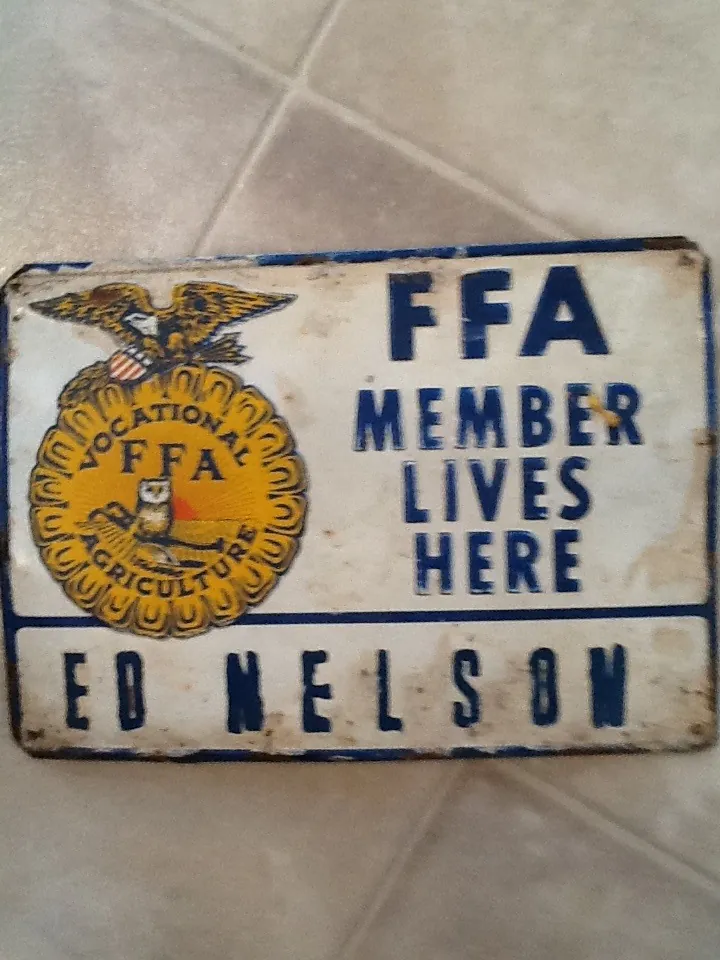 VOCATIONAL
FFA
AGRICULTURE
FFA
MEMBER
LIVES
HERE
ED NELSON